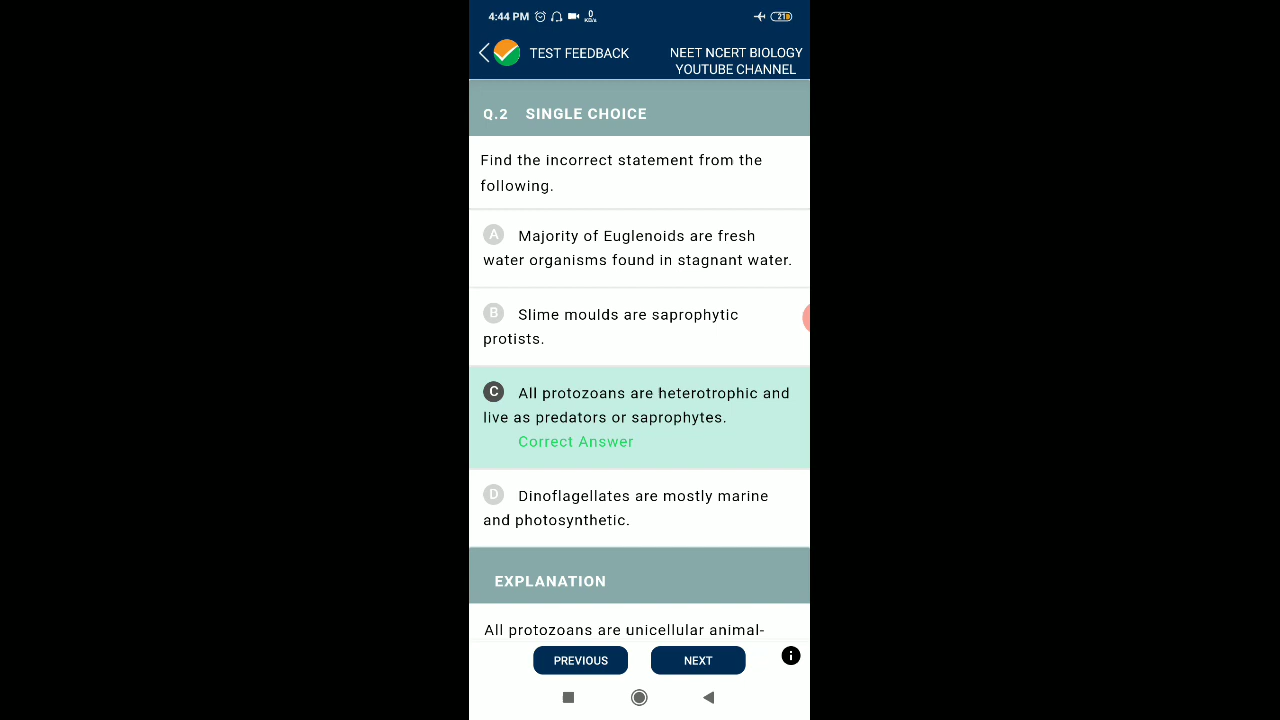 4:44 PM 0 KB/s 21
TEST FEEDBACK NEET NCERT BIOLOGY
YOUTUBE CHANNEL
Q.2 SINGLE CHOICE
Find the incorrect statement from the
following.
A Majority of Euglenoids are fresh
water organisms found in stagnant water.
B Slime moulds are saprophytic
protists.
C All protozoans are heterotrophic and
live as predators or saprophytes.
Correct Answer
D Dinoflagellates are mostly marine
and photosynthetic.
EXPLANATION
All protozoans are unicellular animal-
PREVIOUS NEXT